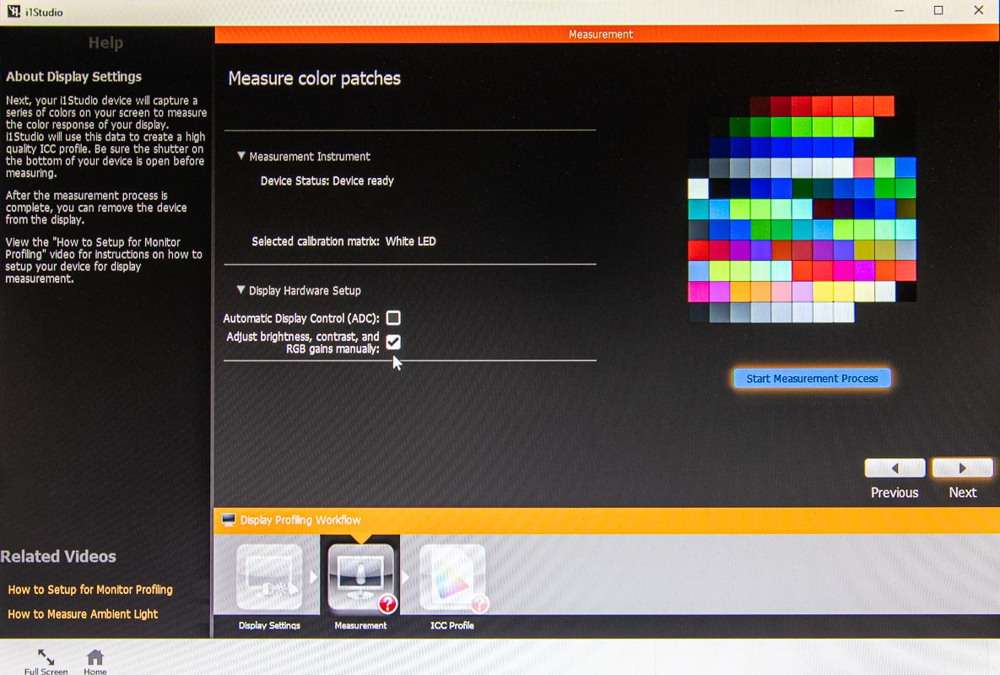 i1Studio
Help
About Display Settings
Next, your i1Studio device will capture a
series of colors on your screen to measure
the color response of your display.
i1Studio will use this data to create a high
quality ICC profile. Be sure the shutter on
the bottom of your device is open before
measuring.
After the measurement process is
complete, you can remove the device
from the display.
View the "How to Setup for Monitor
Profiling" video for instructions on how to
setup your device for display
measurement.
Related Videos
How to Setup for Monitor Profiling
How to Measure Ambient Light
Measurement
Measure color patches
Measurement Instrument
Device Status: Device ready
Selected calibration matrix: White LED
Display Hardware Setup
Automatic Display Control (ADC):
Adjust brightness, contrast, and
RGB gains manually:
Start Measurement Process
Previous
Next
Display Profiling Workflow
?
?
Display Settings
Measurement
ICC Profile
Full Screen
Home